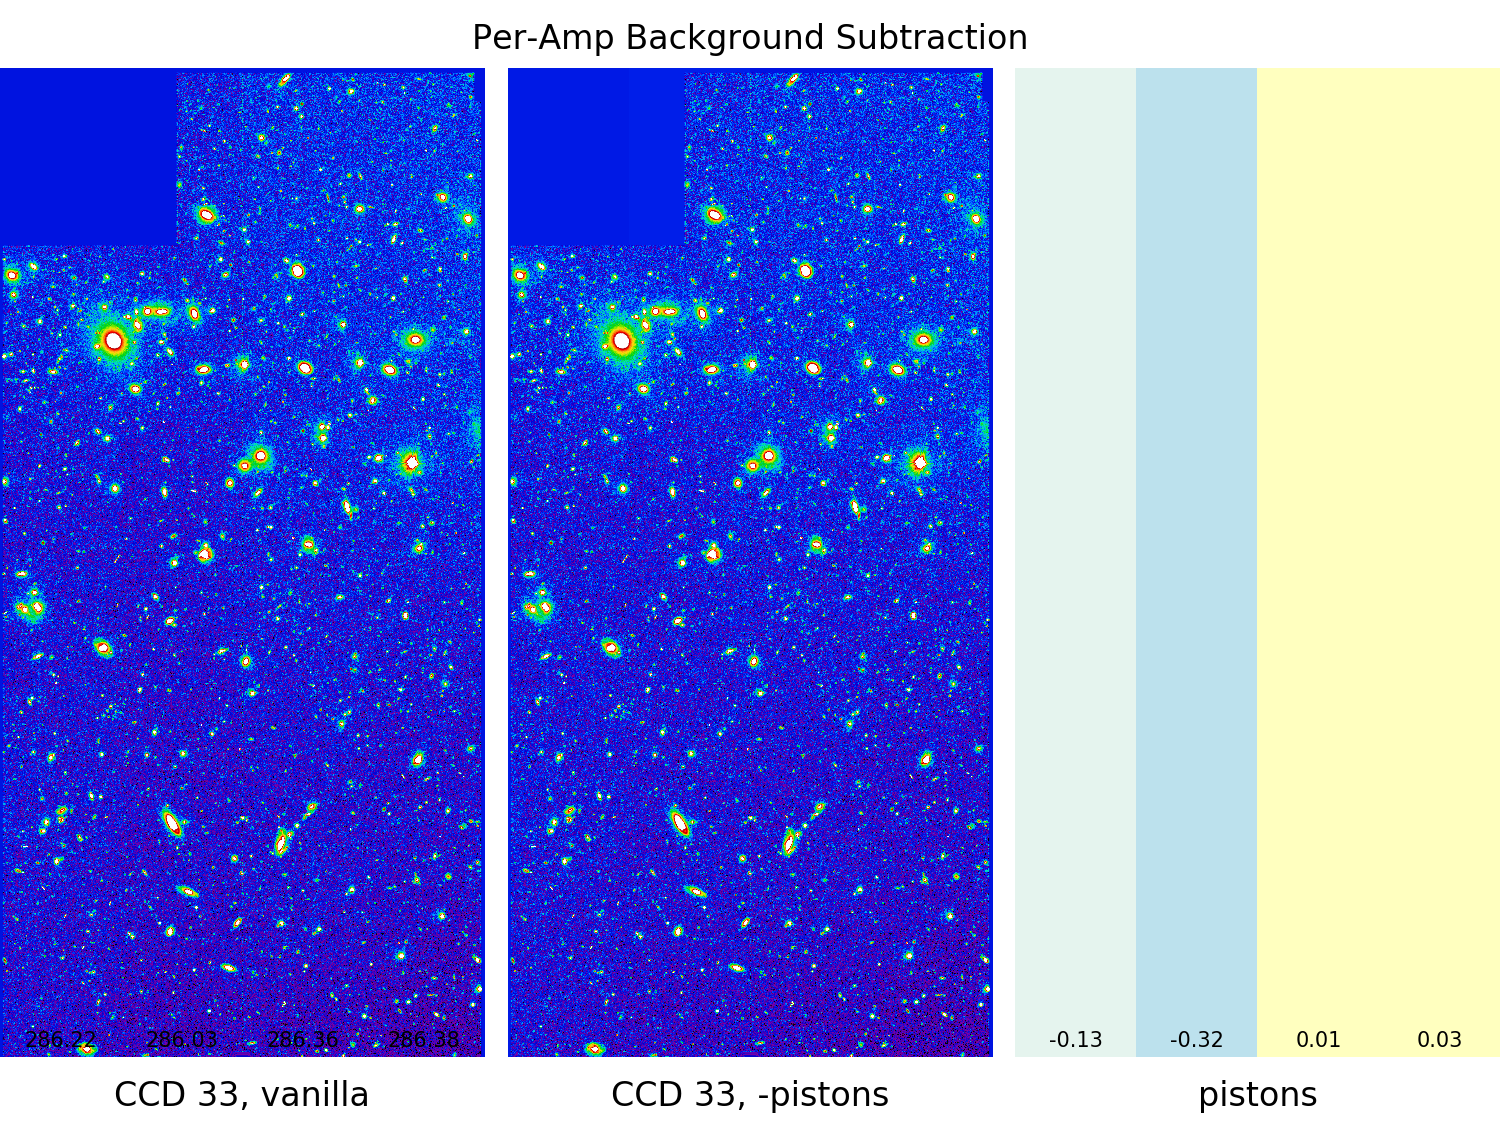 Per-Amp Background Subtraction
286.22 286.03 286.36 286.38
-0.13 -0.32 0.01 0.03
CCD 33, vanilla
CCD 33, -pistons
pistons